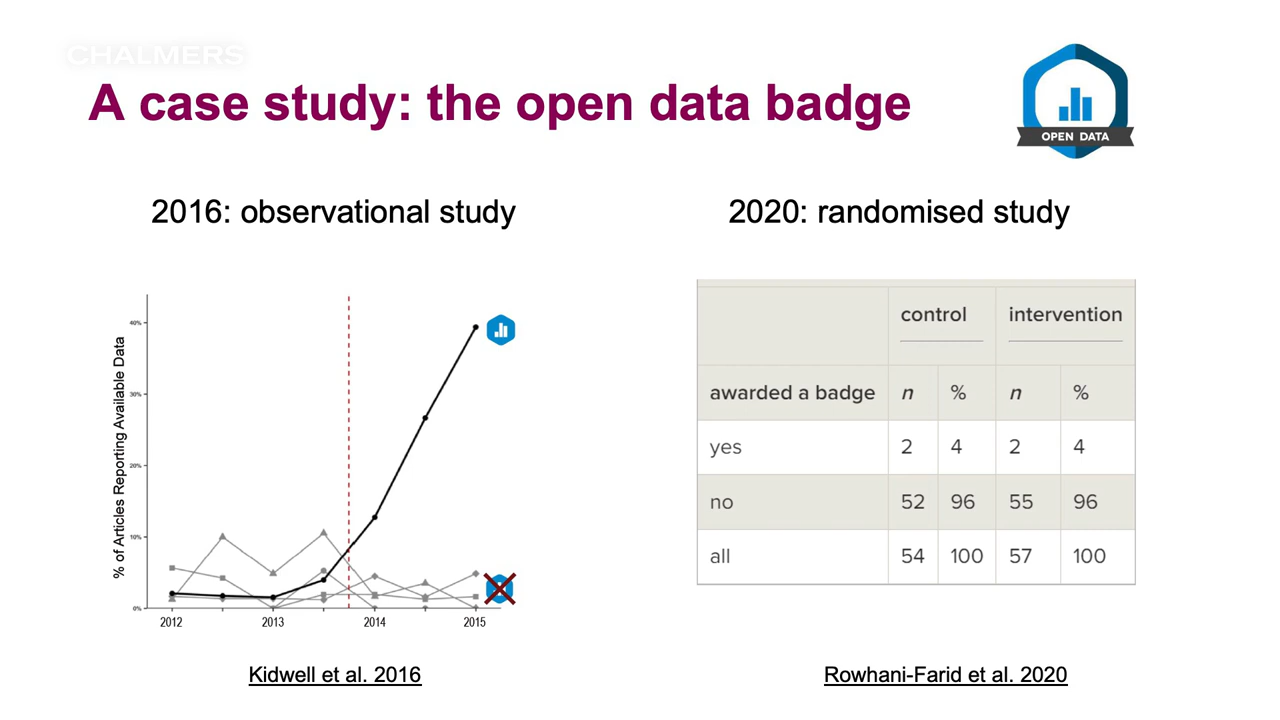 CHALMERS
A case study: the open data badge
OPEN DATA
2016: observational study
2020: randomised study
% of Articles Reporting Available Data
40%
30%
20%
10%
0%
2012 2013 2014 2015
control intervention
awarded a badge n % n %
yes 2 4 2 4
no 52 96 55 96
all 54 100 57 100
Kidwell et al. 2016
Rowhani-Farid et al. 2020